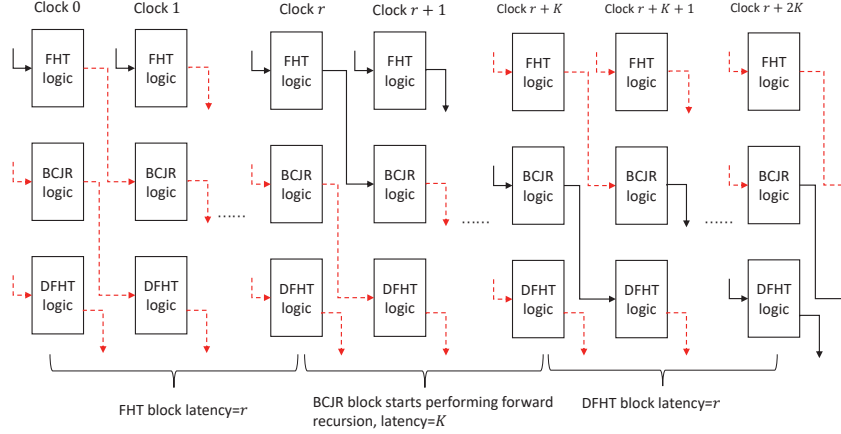 Clock 0 Clock 1 Clock r Clock r + 1 Clock r + K Clock r + K + 1 Clock r + 2K
FHT FHT FHT FHT FHT FHT FHT
logic logic logic logic logic logic logic
BCJR BCJR BCJR BCJR BCJR BCJR BCJR
logic logic logic logic logic logic logic
...... ...... ......
DFHT DFHT DFHT DFHT DFHT DFHT DFHT
logic logic logic logic logic logic logic
FHT block latency=r BCJR block starts performing forward DFHT block latency=r
recursion, latency=K